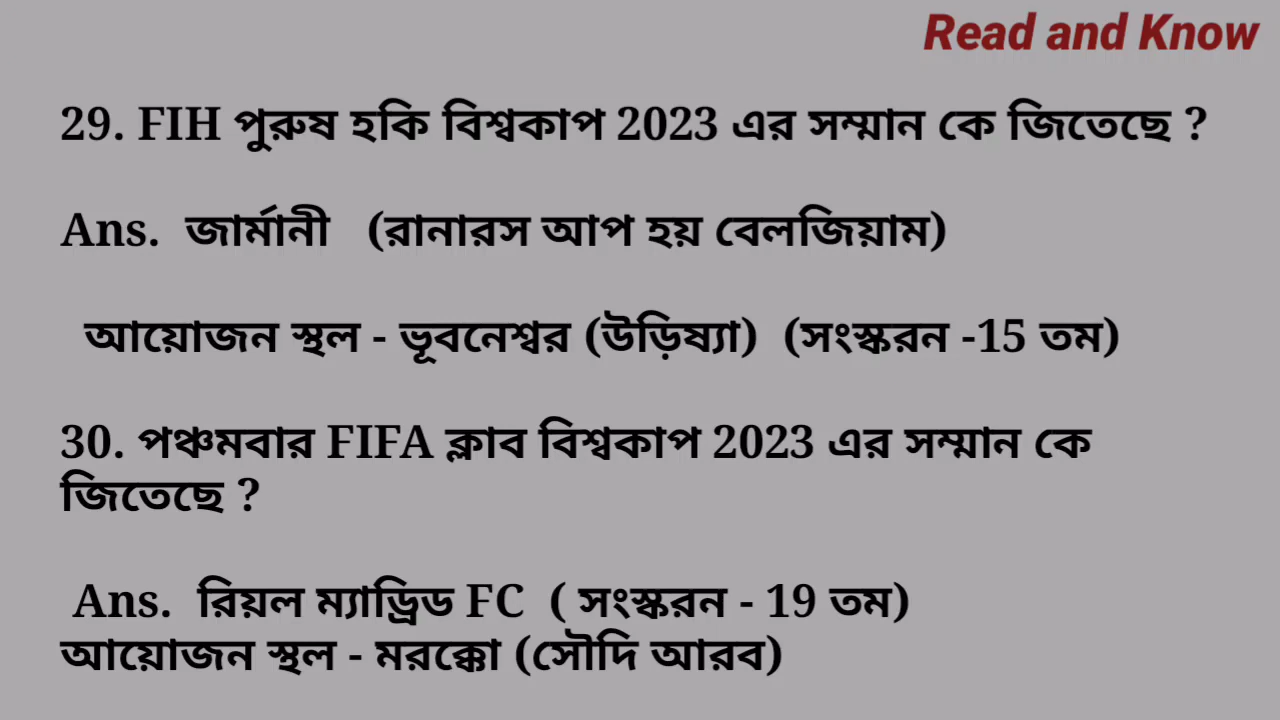 Read and Know
29. FIH পুরুষ হকি বিশ্বকাপ 2023 এর সম্মান কে জিতেছে ?
Ans. জার্মানী (রানারস আপ হয় বেলজিয়াম)
আয়োজন স্থল - ভূবনেশ্বর (উড়িষ্যা) (সংস্করন -15 তম)
30. পঞ্চমবার FIFA ক্লাব বিশ্বকাপ 2023 এর সম্মান কে
জিতেছে ?
Ans. রিয়ল ম্যাড্রিড FC ( সংস্করন - 19 তম)
আয়োজন স্থল - মরক্কো (সৌদি আরব)